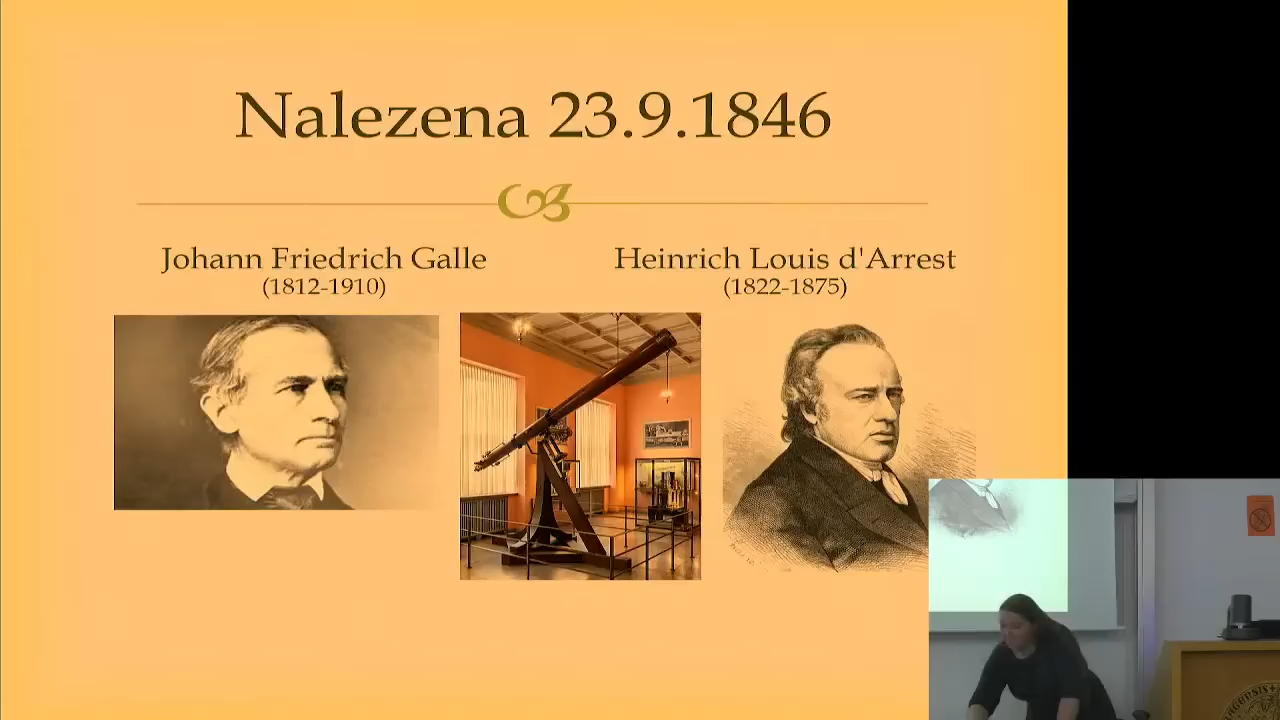 Nalezena 23.9.1846
Johann Friedrich Galle
(1812-1910)
Heinrich Louis d'Arrest
(1822-1875)